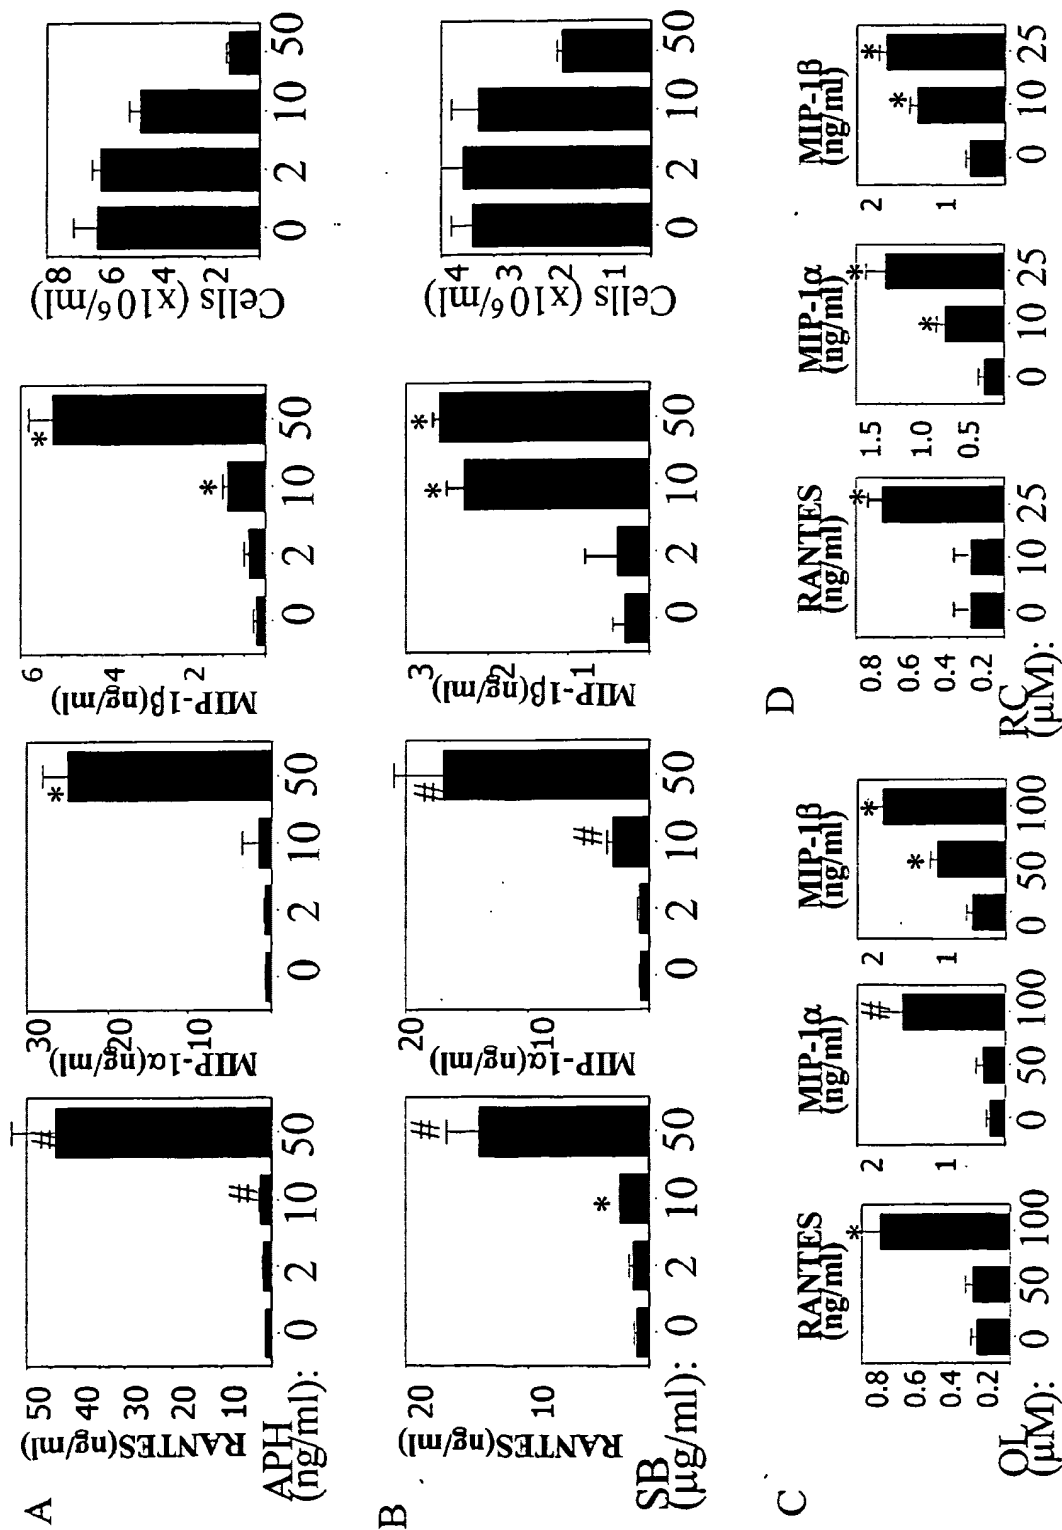 A
RANTES(ng/ml)
50
40
30
20
10
0 2 10 50
#
#
APH
(ng/ml):
MIP-1α(ng/ml)
30
20
10
0 2 10 50
*
MIP-1β(ng/ml)
6
4
2
0 2 10 50
*
*
Cells (x10⁶/ml)
8
6
4
2
0 2 10 50
B
RANTES(ng/ml)
20
10
0 2 10 50
*
#
SB
(μg/ml):
MIP-1α(ng/ml)
20
10
0 2 10 50
#
#
MIP-1β(ng/ml)
3
2
1
0 2 10 50
*
*
Cells (x10⁶/ml)
4
3
2
1
0 2 10 50
C
RANTES
(ng/ml)
0.8
0.6
0.4
0.2
0 50 100
*
OL
(μM):
MIP-1α
(ng/ml)
2
1
0 50 100
#
MIP-1β
(ng/ml)
2
1
0 50 100
*
*
D
RANTES
(ng/ml)
0.8
0.6
0.4
0.2
0 10 25
*
RC
(μM):
MIP-1α
(ng/ml)
1.5
1.0
0.5
0 10 25
*
*
MIP-1β
(ng/ml)
2
1
0 10 25
*
*